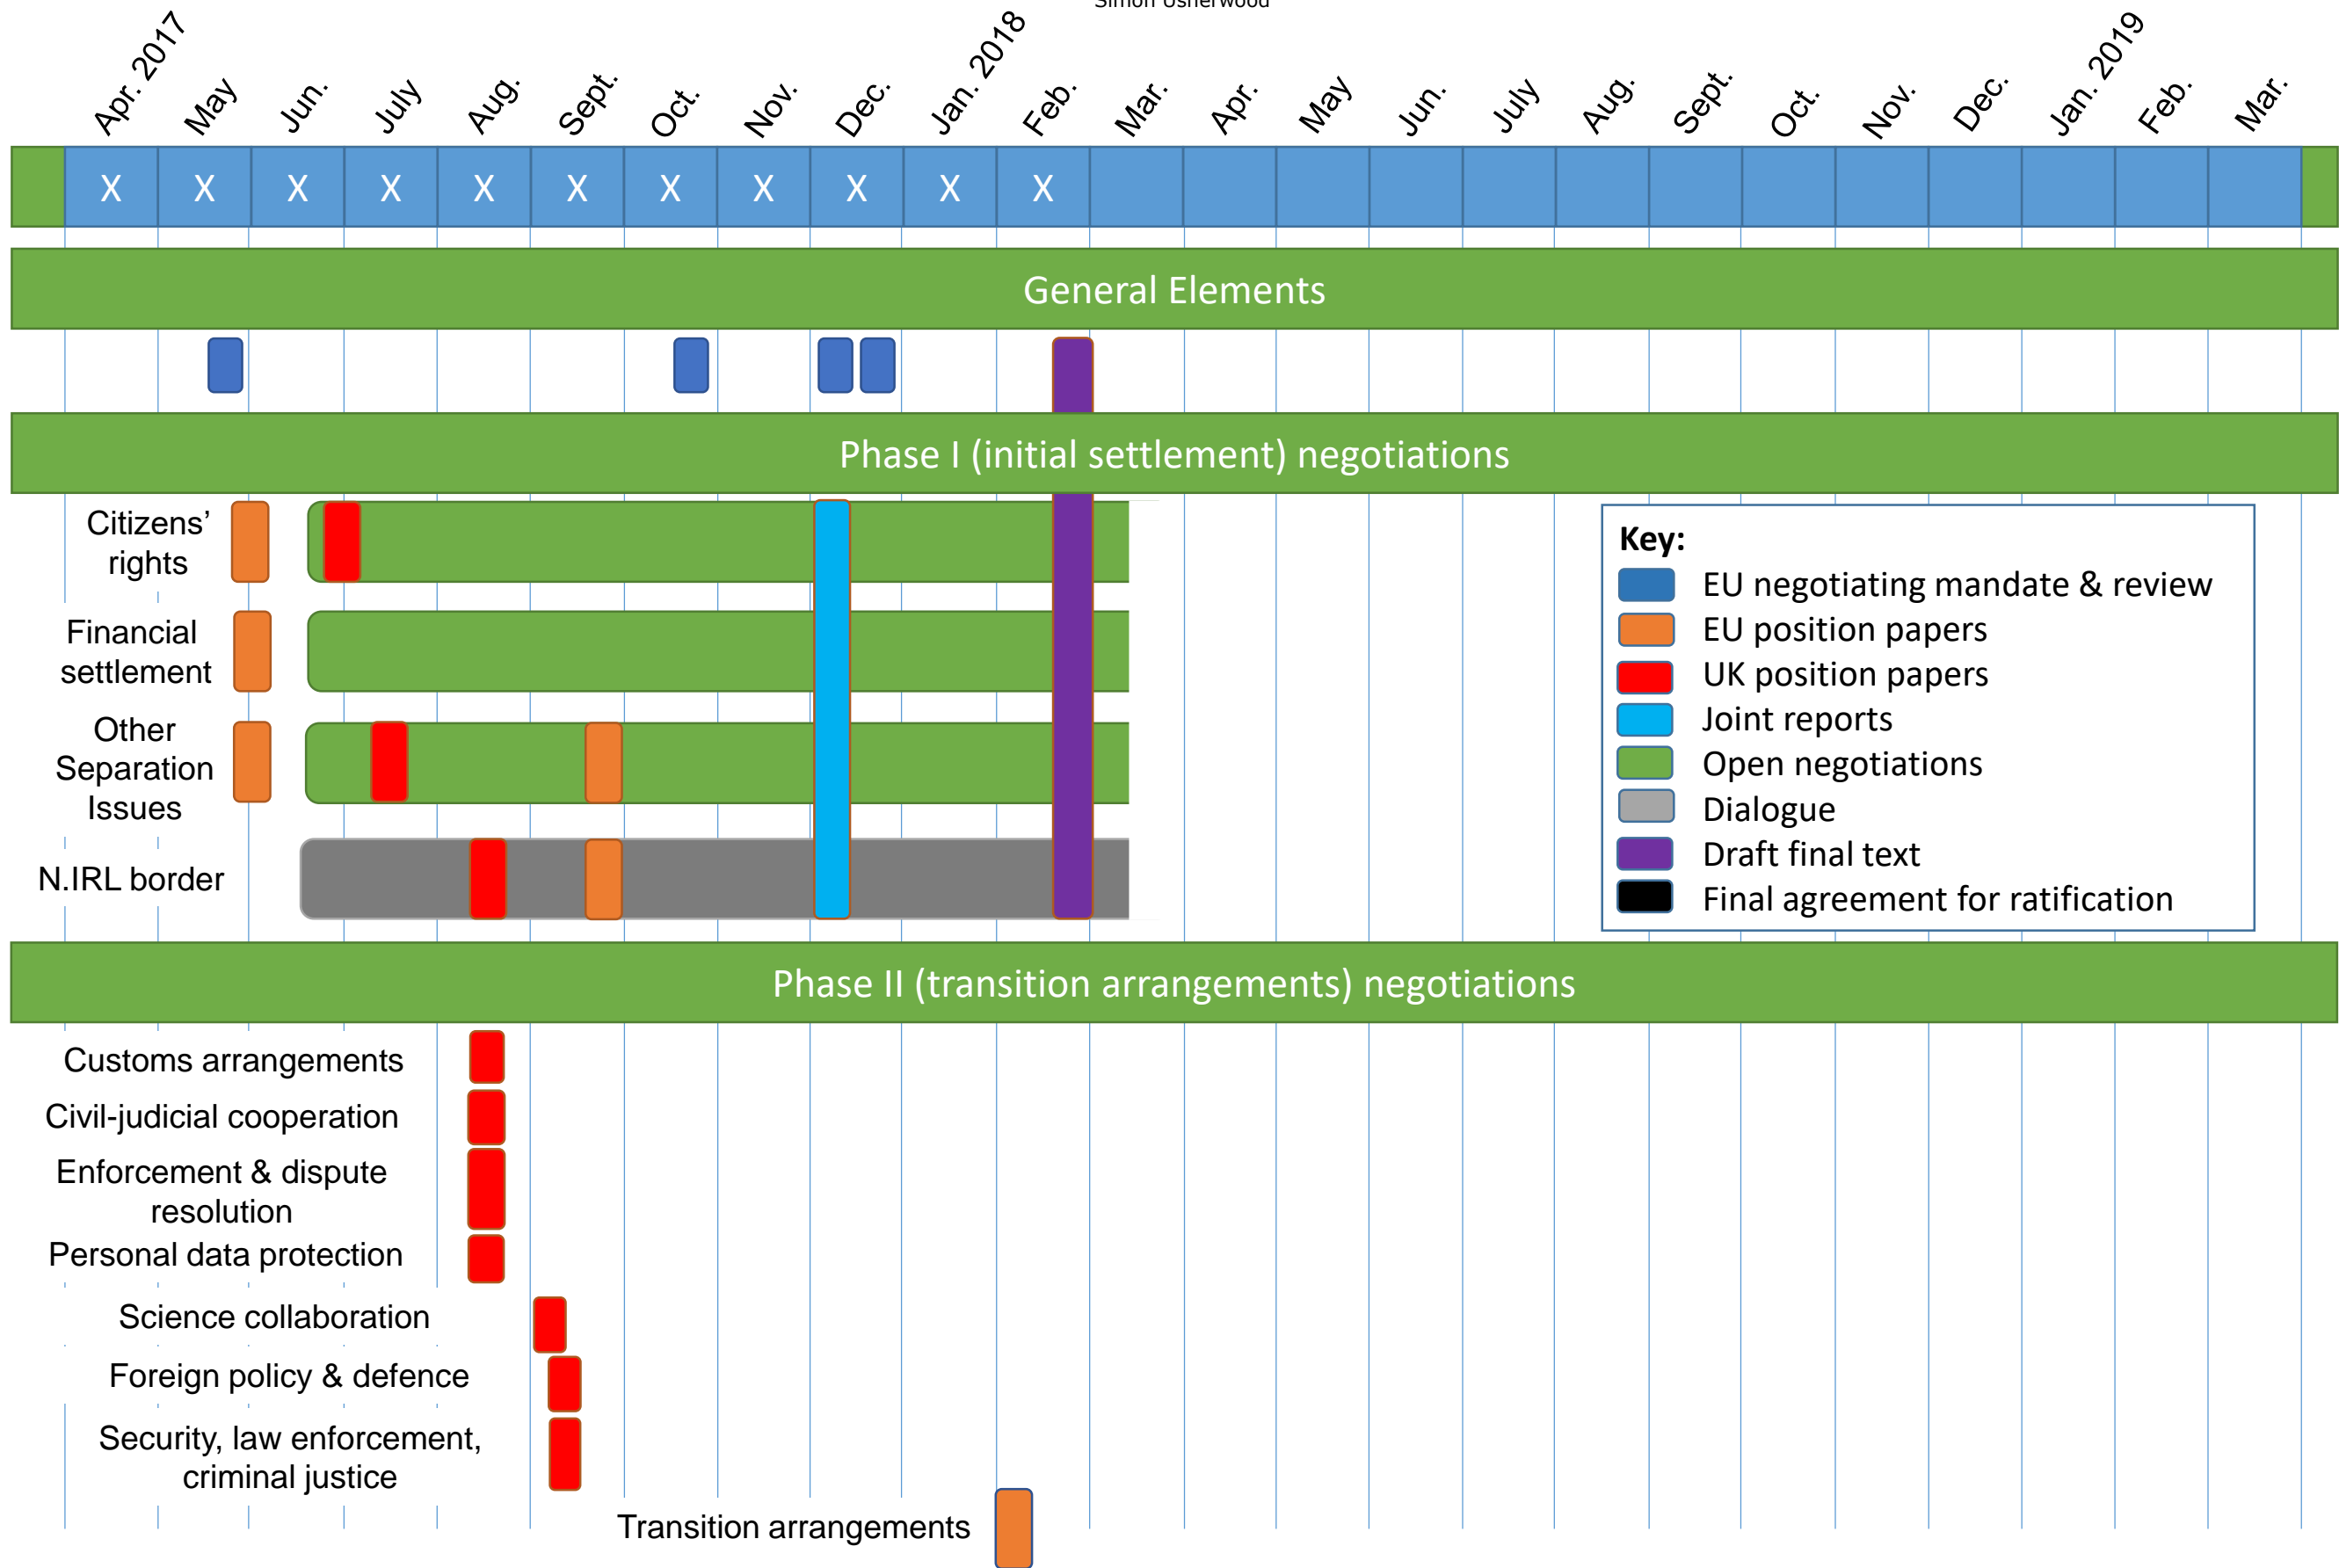 Simon Usherwood
Apr. 2017
May
Jun.
July
Aug.
Sept.
Oct.
Nov.
Dec.
Jan. 2018
Feb.
Mar.
Apr.
May
Jun.
July
Aug.
Sept.
Oct.
Nov.
Dec.
Jan. 2019
Feb.
Mar.
X X X X X X X X X X X
General Elements
Phase I (initial settlement) negotiations
Citizens’
rights
Financial
settlement
Other
Separation
Issues
N.IRL border
Key:
EU negotiating mandate & review
EU position papers
UK position papers
Joint reports
Open negotiations
Dialogue
Draft final text
Final agreement for ratification
Phase II (transition arrangements) negotiations
Customs arrangements
Civil-judicial cooperation
Enforcement & dispute
resolution
Personal data protection
Science collaboration
Foreign policy & defence
Security, law enforcement,
criminal justice
Transition arrangements